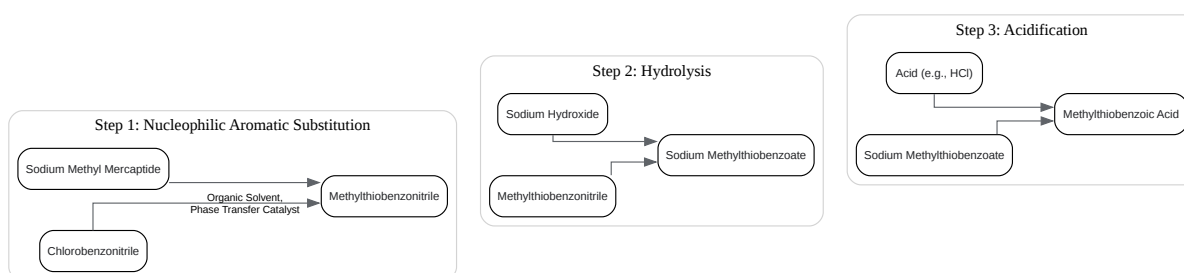 Step 1: Nucleophilic Aromatic Substitution
Sodium Methyl Mercaptide
Organic Solvent,
Phase Transfer Catalyst
Methylthiobenzonitrile
Chlorobenzonitrile
Step 2: Hydrolysis
Sodium Hydroxide
Sodium Methylthiobenzoate
Methylthiobenzonitrile
Step 3: Acidification
Acid (e.g., HCl)
Methylthiobenzoic Acid
Sodium Methylthiobenzoate